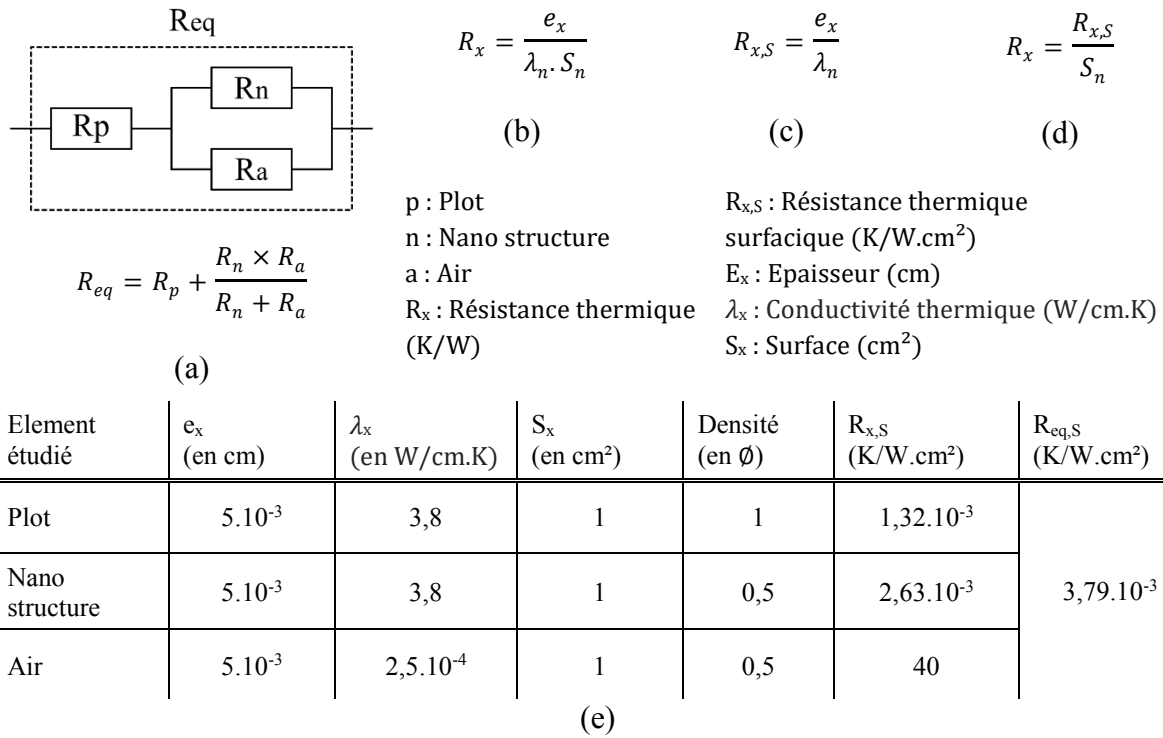 Req
Rp
Rn
Ra
R_eq = R_p + (R_n × R_a) / (R_n + R_a)
(a)
R_x = e_x / (λ_n . S_n)
(b)
R_x,S = e_x / λ_n
(c)
R_x = R_x,S / S_n
(d)
p : Plot
n : Nano structure
a : Air
R_x : Résistance thermique
(K/W)
R_x,S : Résistance thermique
surfacique (K/W.cm²)
E_x : Epaisseur (cm)
λ_x : Conductivité thermique (W/cm.K)
S_x : Surface (cm²)
Element étudié | e_x (en cm) | λ_x (en W/cm.K) | S_x (en cm²) | Densité (en Ø) | R_x,S (K/W.cm²) | R_eq,S (K/W.cm²)
Plot | 5.10⁻³ | 3,8 | 1 | 1 | 1,32.10⁻³
Nano structure | 5.10⁻³ | 3,8 | 1 | 0,5 | 2,63.10⁻³ | 3,79.10⁻³
Air | 5.10⁻³ | 2,5.10⁻⁴ | 1 | 0,5 | 40
(e)